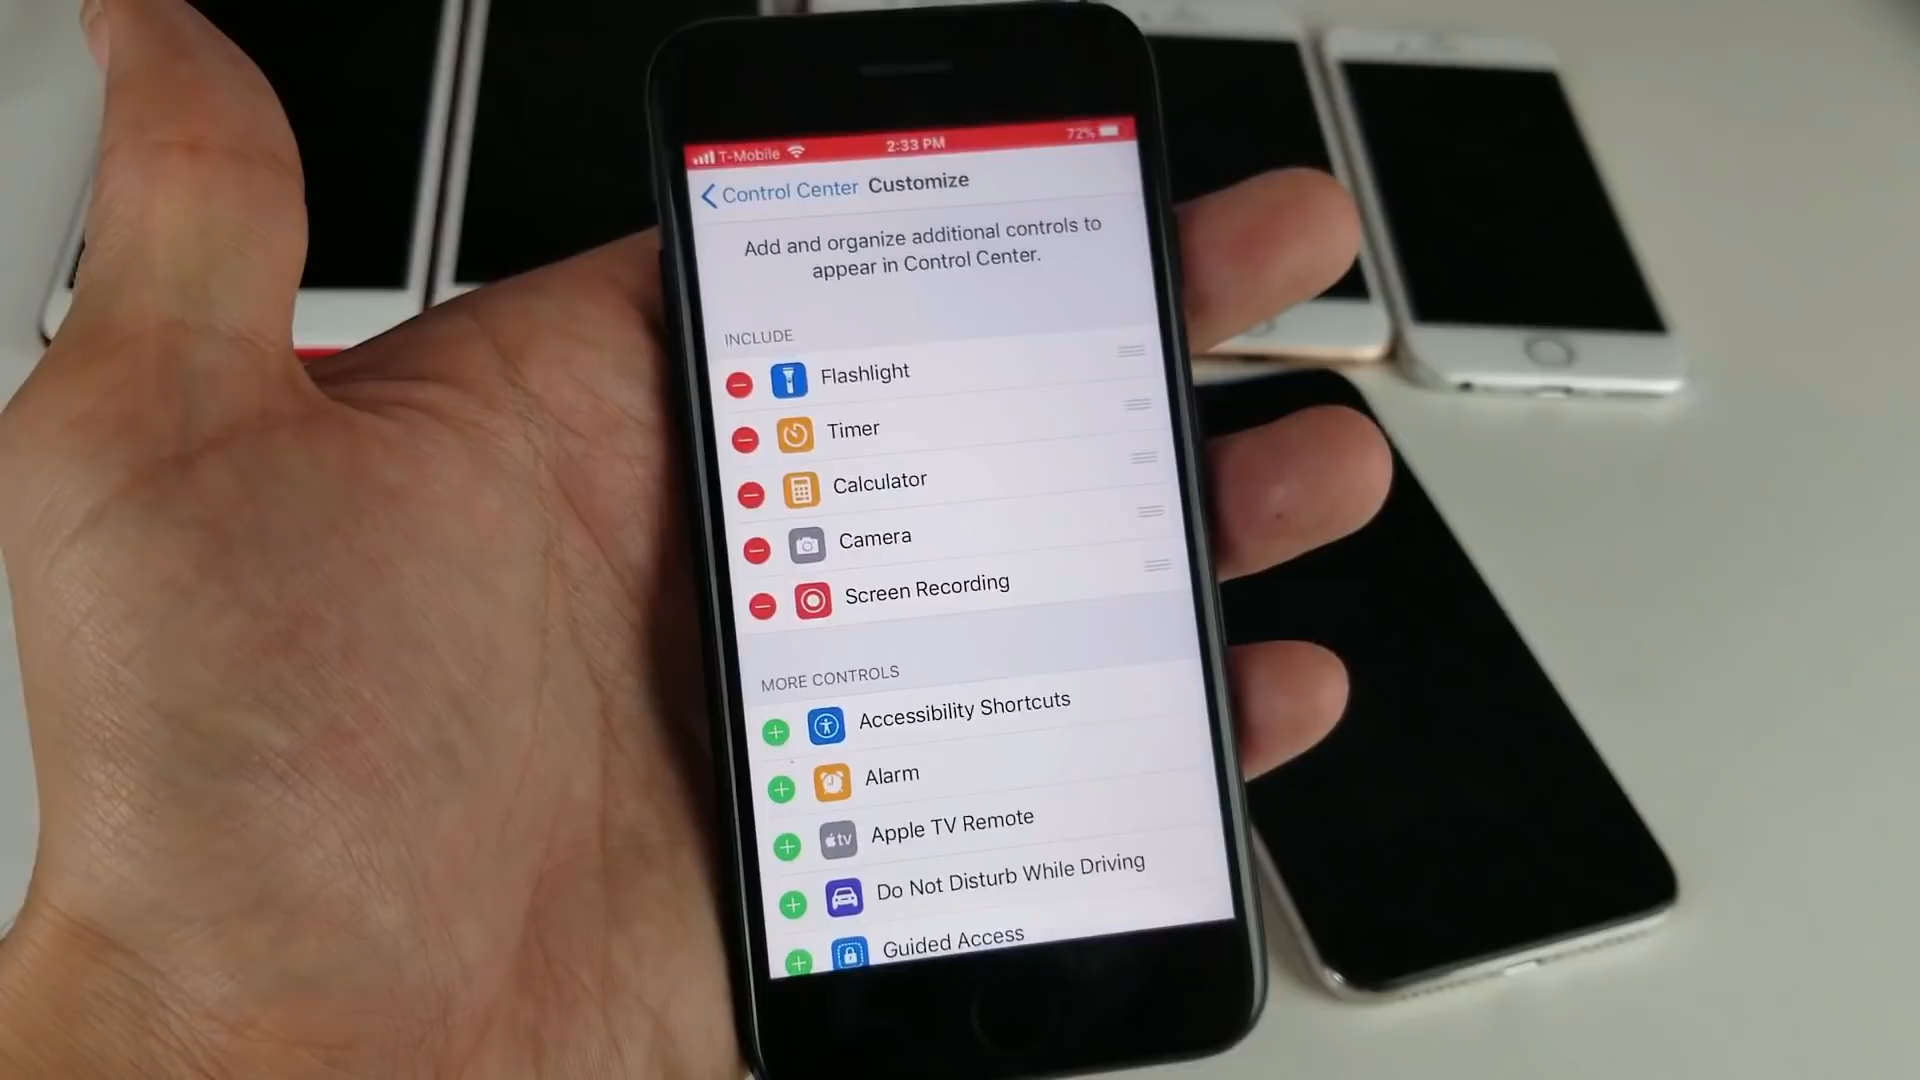 T-Mobile 2:33 PM 72%
Control Center Customize
Add and organize additional controls to
appear in Control Center.
INCLUDE
Flashlight
Timer
Calculator
Camera
Screen Recording
MORE CONTROLS
Accessibility Shortcuts
Alarm
tv Apple TV Remote
Do Not Disturb While Driving
Guided Access